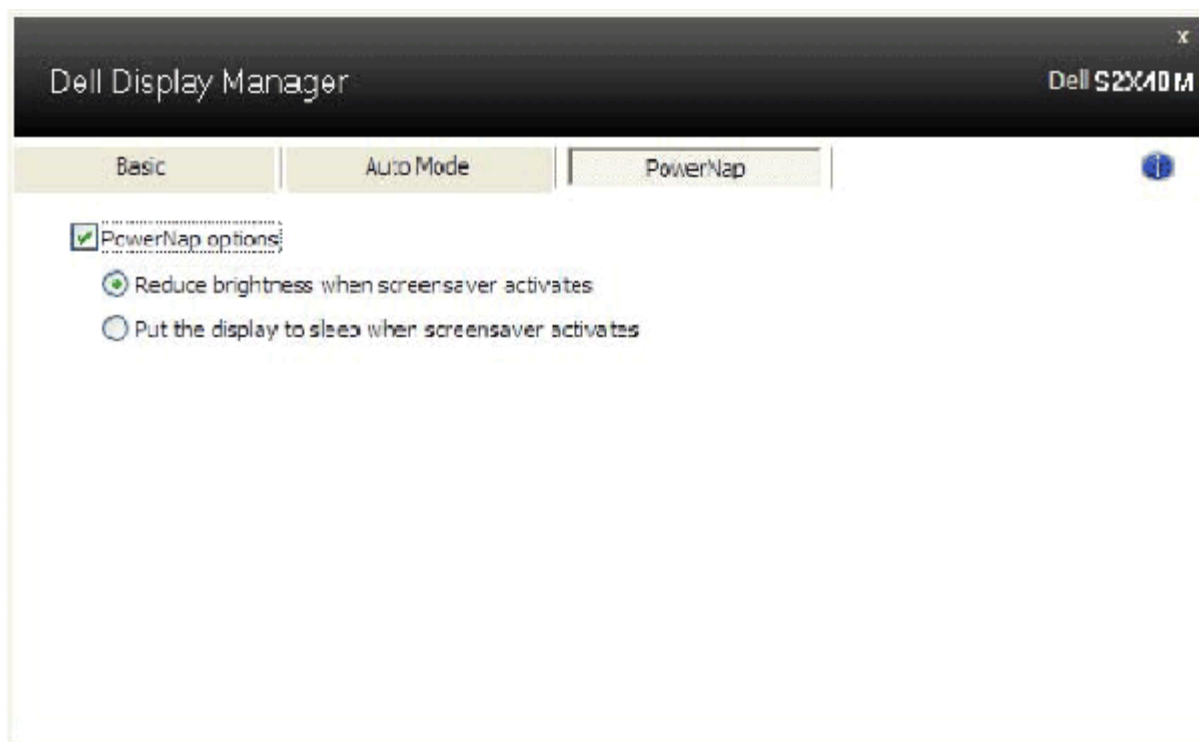 x
Dell Display Manager
Dell S2X40M
Basic
Auto Mode
PowerNap
PowerNap options
Reduce brightness when screensaver activates
Put the display to sleep when screensaver activates